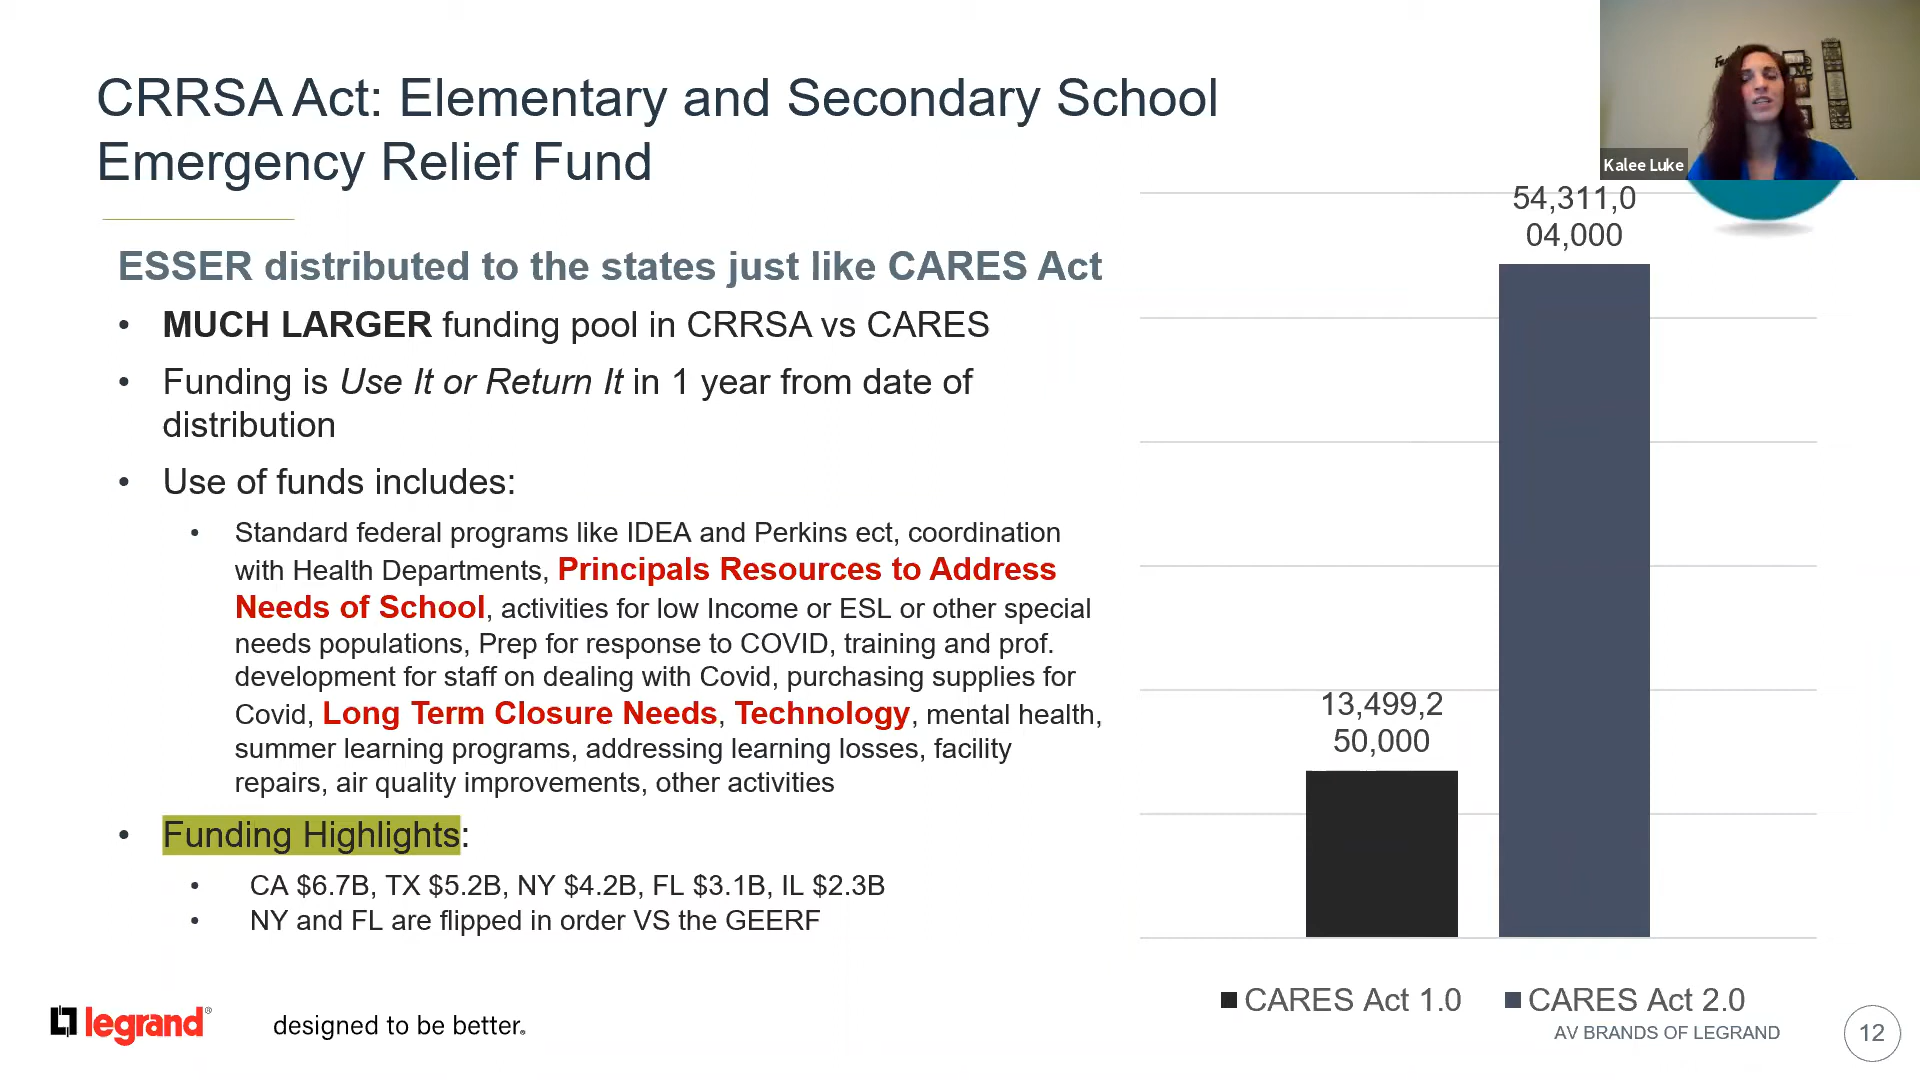 CRRSA Act: Elementary and Secondary School
Emergency Relief Fund
Kalee Luke
ESSER distributed to the states just like CARES Act
• MUCH LARGER funding pool in CRRSA vs CARES
• Funding is Use It or Return It in 1 year from date of
distribution
• Use of funds includes:
• Standard federal programs like IDEA and Perkins ect, coordination
with Health Departments, Principals Resources to Address
Needs of School, activities for low Income or ESL or other special
needs populations, Prep for response to COVID, training and prof.
development for staff on dealing with Covid, purchasing supplies for
Covid, Long Term Closure Needs, Technology, mental health,
summer learning programs, addressing learning losses, facility
repairs, air quality improvements, other activities
• Funding Highlights:
• CA $6.7B, TX $5.2B, NY $4.2B, FL $3.1B, IL $2.3B
• NY and FL are flipped in order VS the GEERF
54,311,0
04,000
13,499,2
50,000
CARES Act 1.0 CARES Act 2.0
legrand®
designed to be better.
AV BRANDS OF LEGRAND
12